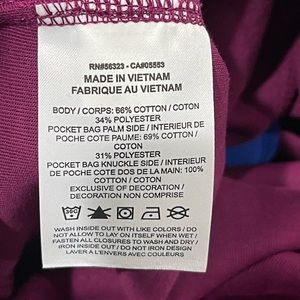 RN#56323 - CA#05553
MADE IN VIETNAM
FABRIQUE AU VIETNAM
BODY / CORPS: 66% COTTON / COTON
34% POLYESTER
POCKET BAG PALM SIDE / INTERIEUR DE
POCHE COTE PAUME: 69% COTTON /
COTON
31% POLYESTER
POCKET BAG KNUCKLE SIDE / INTERIEUR
DE POCHE COTE DOS DE LA MAIN: 100%
COTTON / COTON
EXCLUSIVE OF DECORATION /
DECORATION NON COMPRISE
WASH INSIDE OUT WITH LIKE COLORS / DO
NOT ALLOW TO LAY ON ITSELF WHEN WET /
FASTEN ALL CLOSURES TO WASH AND DRY /
IRON INSIDE OUT / DO NOT IRON DESIGN
LAVER A L'ENVERS AVEC COULEURS